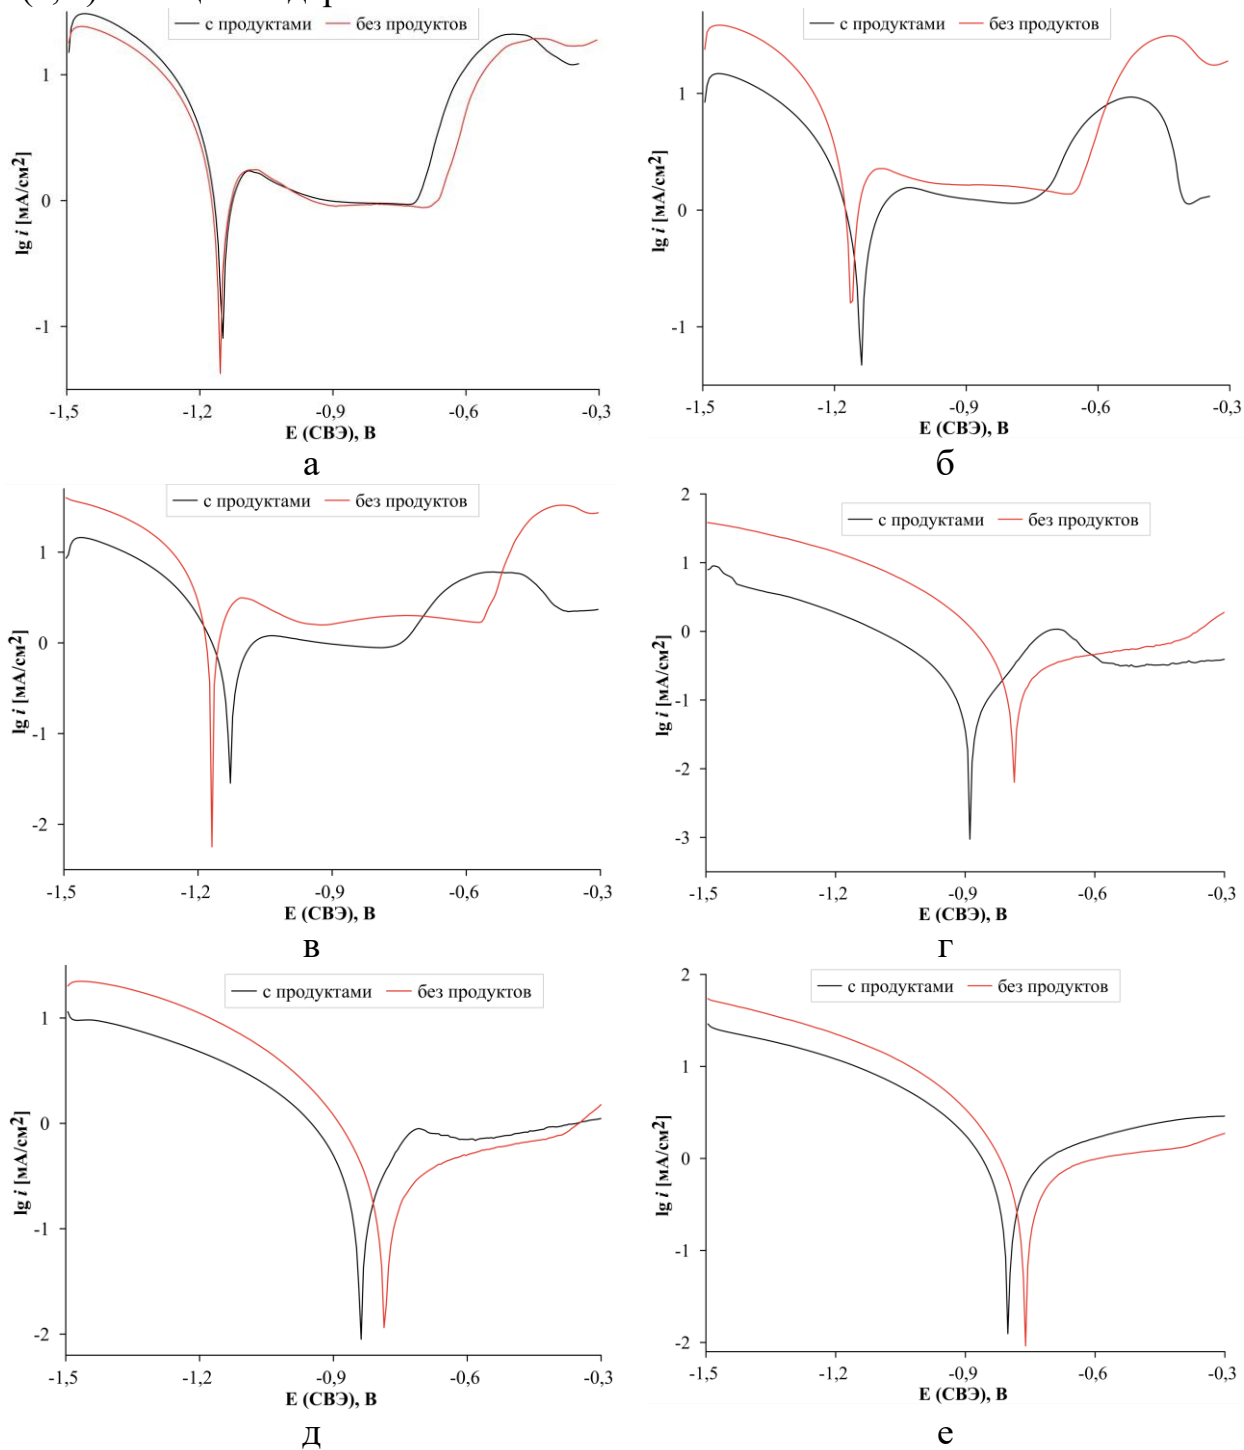 с продуктами без продуктов
lg i [мА/см2]
1
0
-1
-1,5 -1,2 -0,9 -0,6 -0,3
E (СВЭ), В
а
с продуктами без продуктов
lg i [мА/см2]
1
0
-1
-1,5 -1,2 -0,9 -0,6 -0,3
E (СВЭ), В
б
с продуктами без продуктов
lg i [мА/см2]
1
0
-1
-2
-1,5 -1,2 -0,9 -0,6 -0,3
E (СВЭ), В
в
с продуктами без продуктов
lg i [мА/см2]
2
1
0
-1
-2
-3
-1,5 -1,2 -0,9 -0,6 -0,3
E (СВЭ), В
г
с продуктами без продуктов
lg i [мА/см2]
1
0
-1
-2
-1,5 -1,2 -0,9 -0,6 -0,3
E (СВЭ), В
д
с продуктами без продуктов
lg i [мА/см2]
2
1
0
-1
-2
-1,5 -1,2 -0,9 -0,6 -0,3
E (СВЭ), В
е